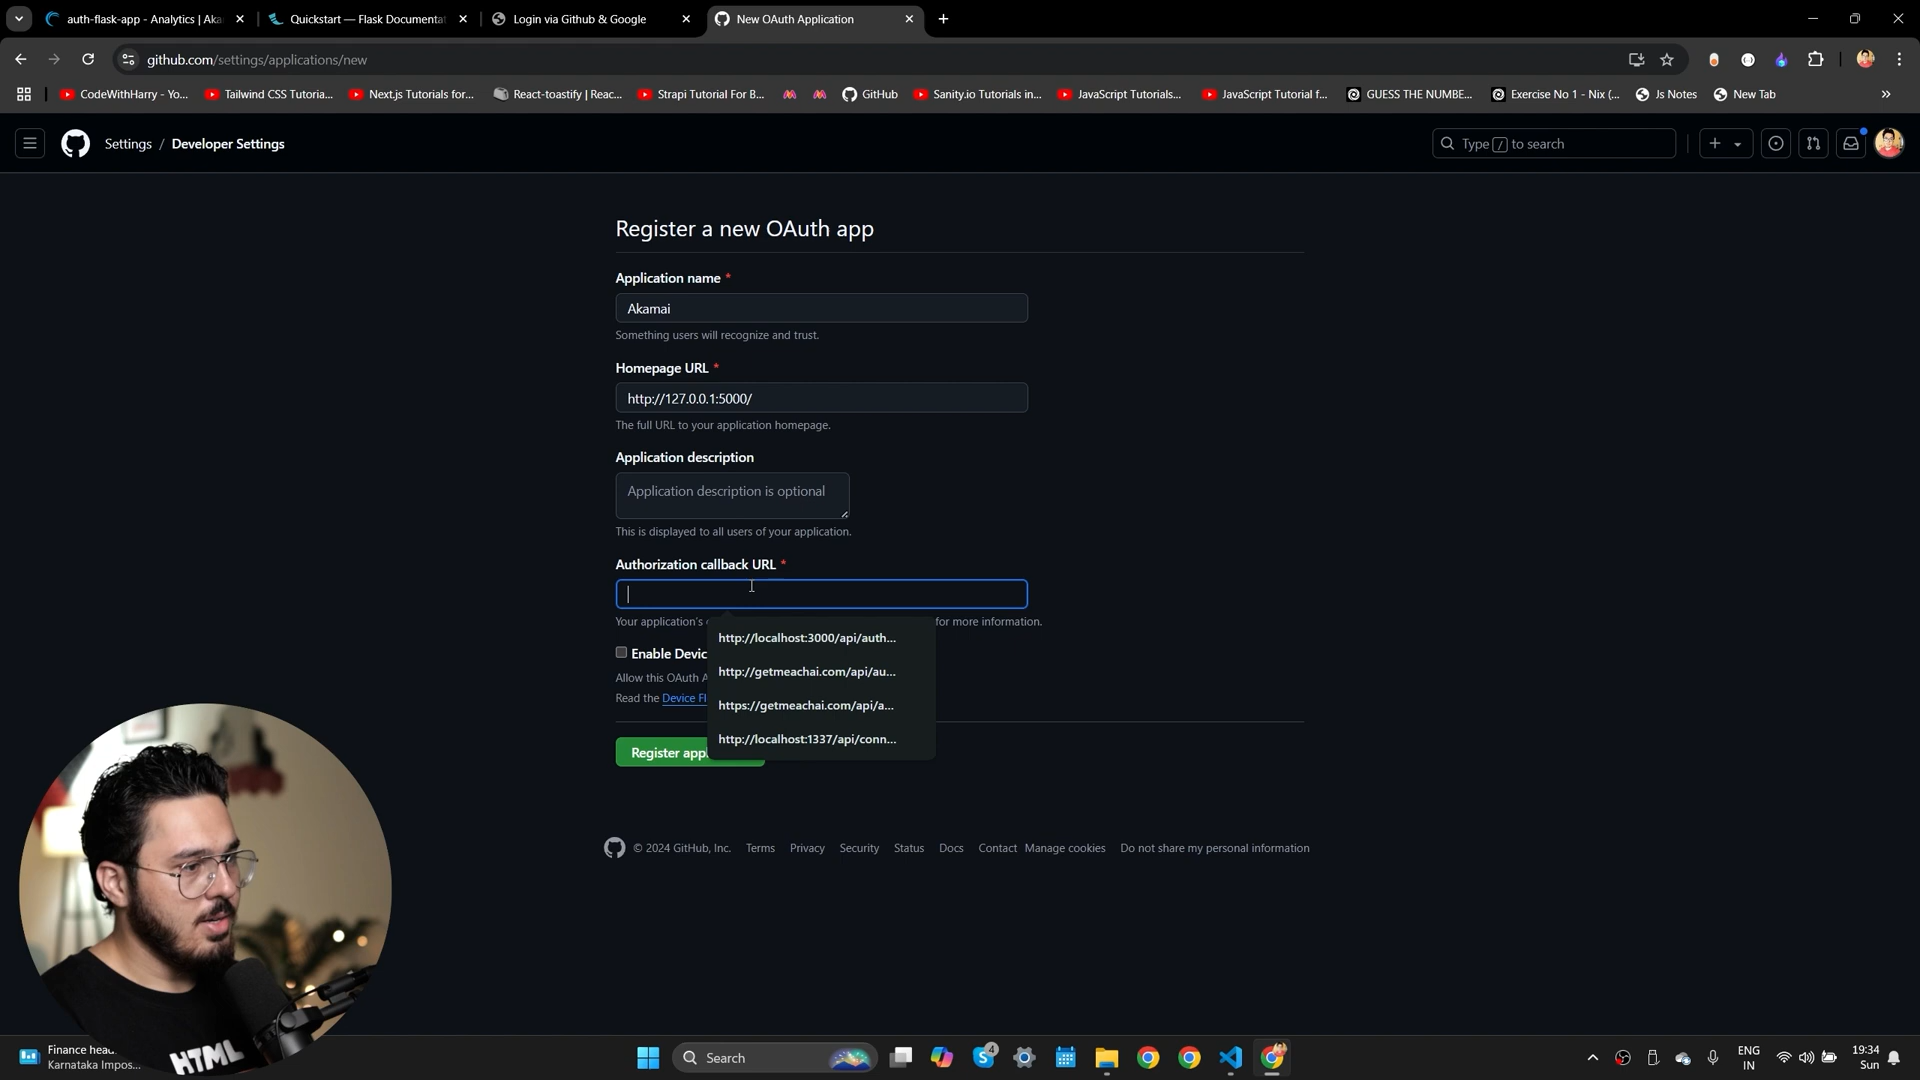 auth-flask-app - Analytics | Aka
Quickstart — Flask Documentat
Login via Github & Google
New OAuth Application
github.com/settings/applications/new
CodeWithHarry - Yo...
Tailwind CSS Tutoria...
Next.js Tutorials for...
React-toastify | Reac...
Strapi Tutorial For B...
GitHub
Sanity.io Tutorials in...
JavaScript Tutorials...
JavaScript Tutorial f...
GUESS THE NUMBE...
Exercise No 1 - Nix (...
Js Notes
New Tab
Settings / Developer Settings
Type / to search
Register a new OAuth app
Application name *
Akamai
Something users will recognize and trust.
Homepage URL *
http://127.0.0.1:5000/
The full URL to your application homepage.
Application description
Application description is optional
This is displayed to all users of your application.
Authorization callback URL *
Your application's for more information.
http://localhost:3000/api/auth...
Enable Devic
http://getmeachai.com/api/au...
Allow this OAuth A
Read the Device Fl
https://getmeachai.com/api/a...
http://localhost:1337/api/conn...
Register appl
© 2024 GitHub, Inc. Terms Privacy Security Status Docs Contact Manage cookies Do not share my personal information
HTML
Finance head...
Karnataka Impos...
Search
4
ENG
IN
19:34
Sun